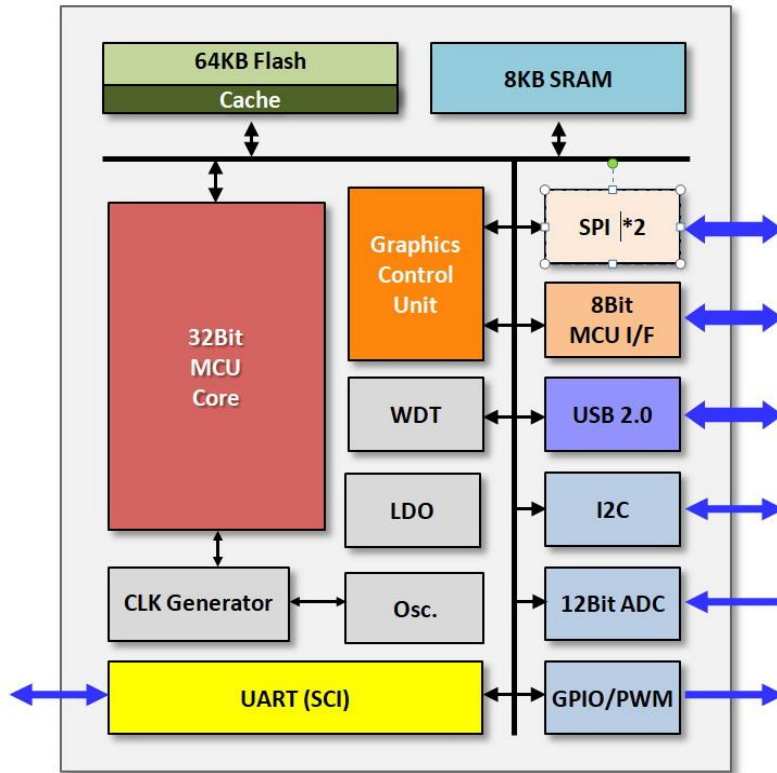 64KB Flash
Cache
8KB SRAM
32Bit
MCU
Core
Graphics
Control
Unit
SPI *2
8Bit
MCU I/F
WDT
USB 2.0
LDO
I2C
CLK Generator
Osc.
12Bit ADC
UART (SCI)
GPIO/PWM